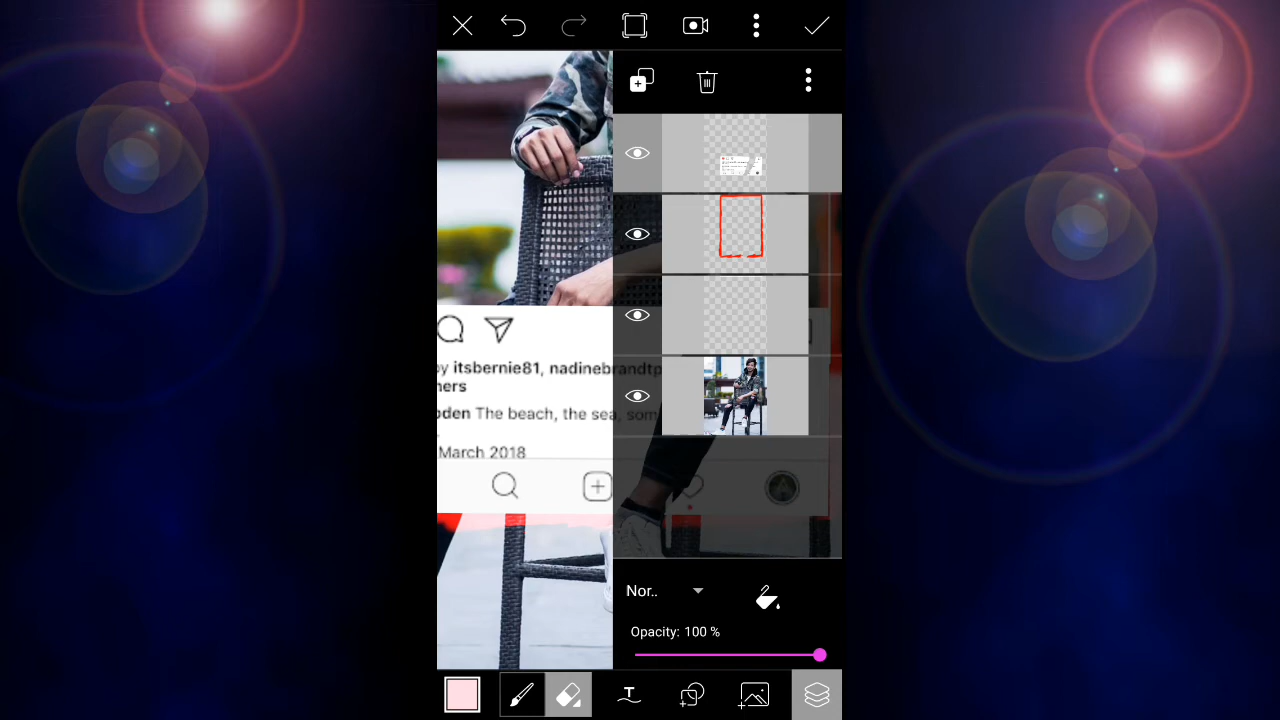 by itsbernie81, nadinebrandtp
ners
oden The beach, the sea, som
March 2018
Nor..
Opacity: 100 %
T